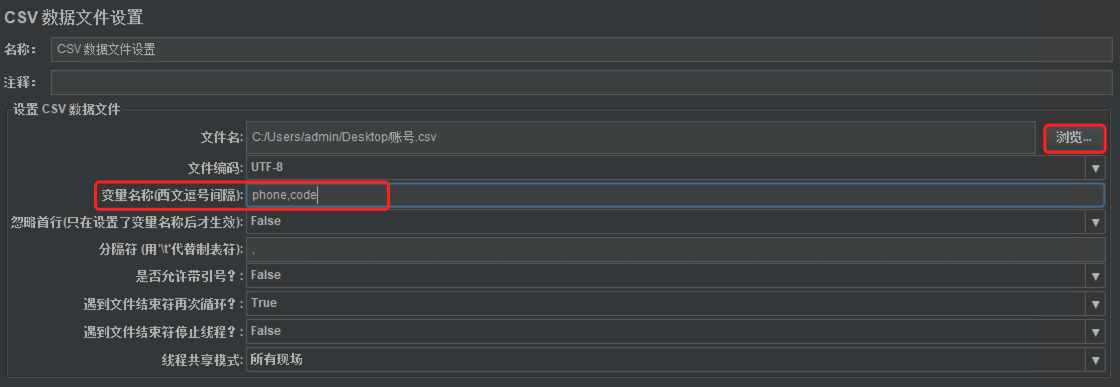 CSV 数据文件设置
名称： CSV 数据文件设置
注释：
设置 CSV 数据文件
文件名: C:/Users/admin/Desktop/账号.csv 浏览...
文件编码: UTF-8
变量名称(西文逗号间隔): phone,code
忽略首行(只在设置了变量名称后才生效): False
分隔符 (用'\t'代替制表符): ,
是否允许带引号？: False
遇到文件结束符再次循环？: True
遇到文件结束符停止线程？: False
线程共享模式: 所有现场